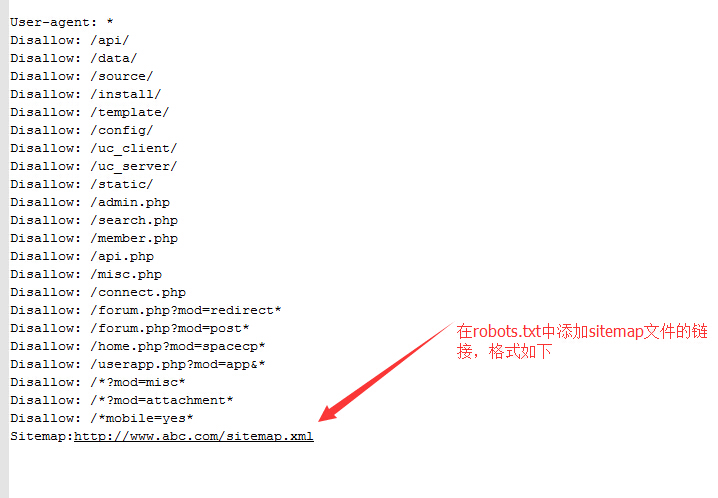 User-agent: *
Disallow: /api/
Disallow: /data/
Disallow: /source/
Disallow: /install/
Disallow: /template/
Disallow: /config/
Disallow: /uc_client/
Disallow: /uc_server/
Disallow: /static/
Disallow: /admin.php
Disallow: /search.php
Disallow: /member.php
Disallow: /api.php
Disallow: /misc.php
Disallow: /connect.php
Disallow: /forum.php?mod=redirect*
Disallow: /forum.php?mod=post*
Disallow: /home.php?mod=spacecp*
Disallow: /userapp.php?mod=app&*
Disallow: /*?mod=misc*
Disallow: /*?mod=attachment*
Disallow: /*mobile=yes*
Sitemap:http://www.abc.com/sitemap.xml
在robots.txt中添加sitemap文件的链
接，格式如下